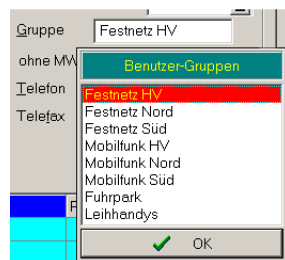 Gruppe Festnetz HV
ohne MW
Benutzer-Gruppen
Telefon
Telefax
Festnetz HV
Festnetz Nord
Festnetz Süd
Mobilfunk HV
Mobilfunk Nord
Mobilfunk Süd
Fuhrpark
Leihhandys
OK